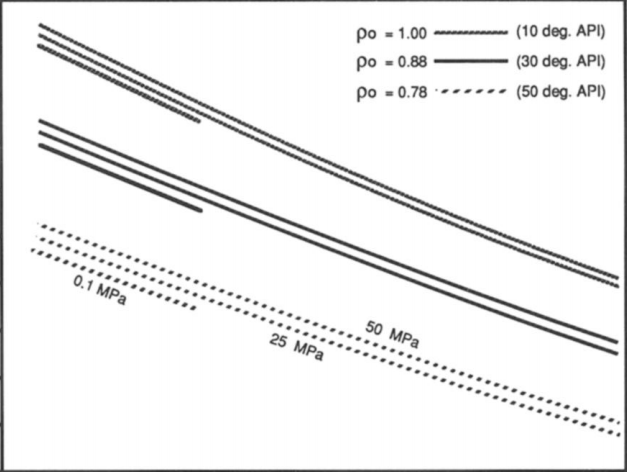 ρo = 1.00 (10 deg. API)
ρo = 0.88 (30 deg. API)
ρo = 0.78 (50 deg. API)
0.1 MPa
50 MPa
25 MPa